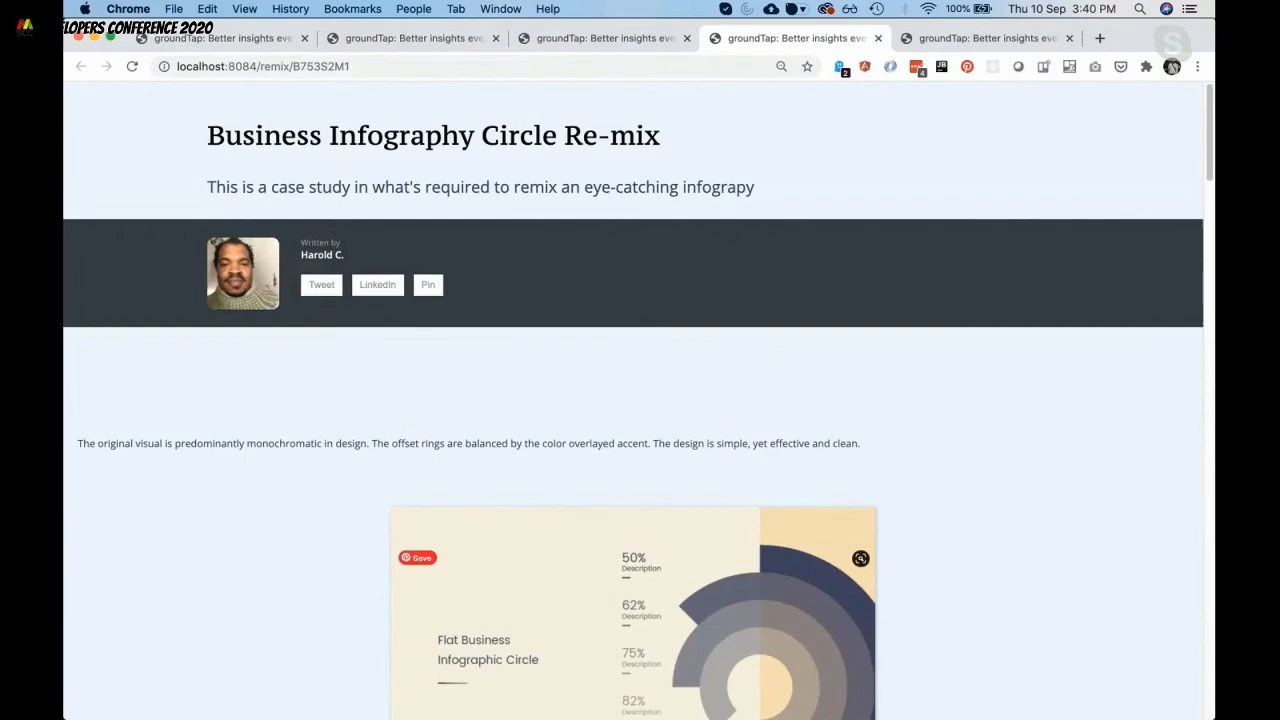 Chrome File Edit View History Bookmarks People Tab Window Help 100% Thu 10 Sep 3:40 PM
ELOPERS CONFERENCE 2020
SCC
groundTap: Better insights eve
groundTap: Better insights eve
groundTap: Better insights eve
groundTap: Better insights eve
groundTap: Better insights eve
S
localhost:8084/remix/B753S2M1
2
4
JB
Business Infography Circle Re-mix
This is a case study in what's required to remix an eye-catching infograpy
Written by
Harold C.
Tweet LinkedIn Pin
The original visual is predominantly monochromatic in design. The offset rings are balanced by the color overlayed accent. The design is simple, yet effective and clean.
Save
50%
Description
62%
Description
Flat Business
Infographic Circle
75%
Description
82%
Description